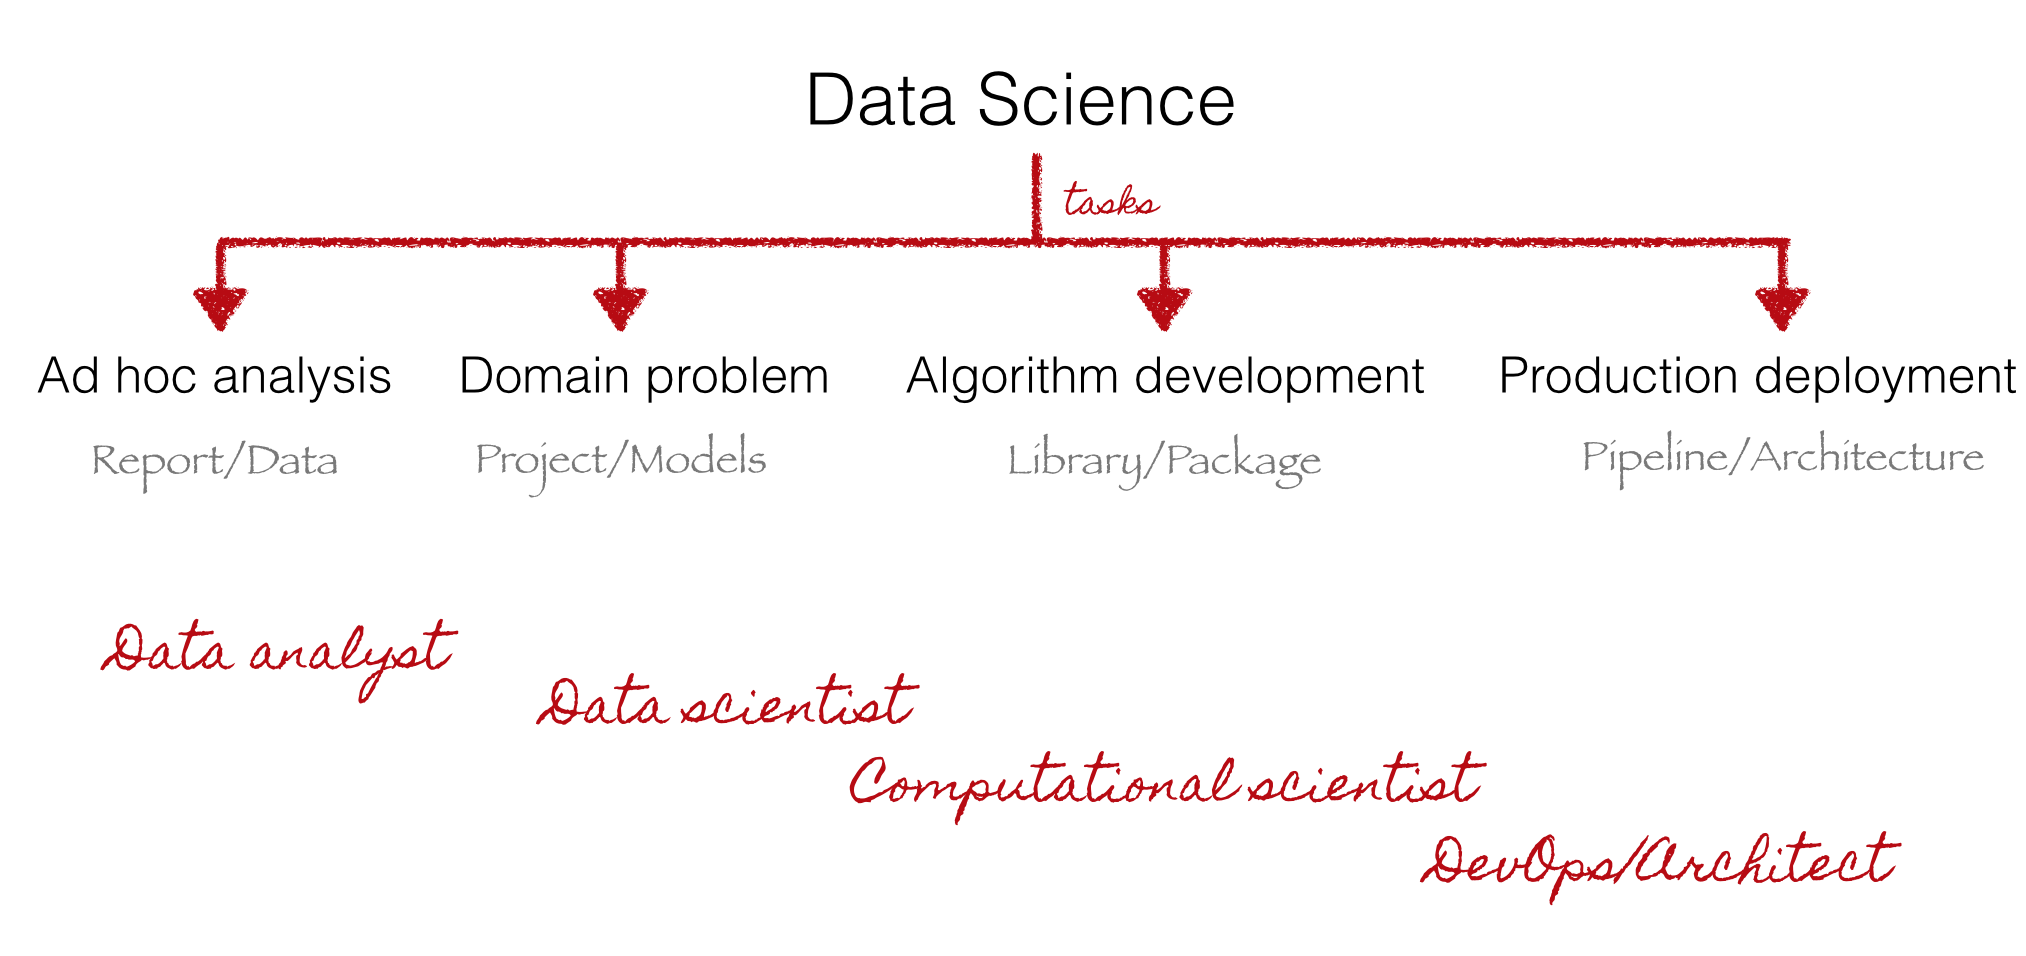 Data Science
tasks
Ad hoc analysis
Domain problem
Algorithm development
Production deployment
Report/Data
Project/Models
Library/Package
Pipeline/Architecture
Data analyst
Data scientist
Computational scientist
DevOps/Architect